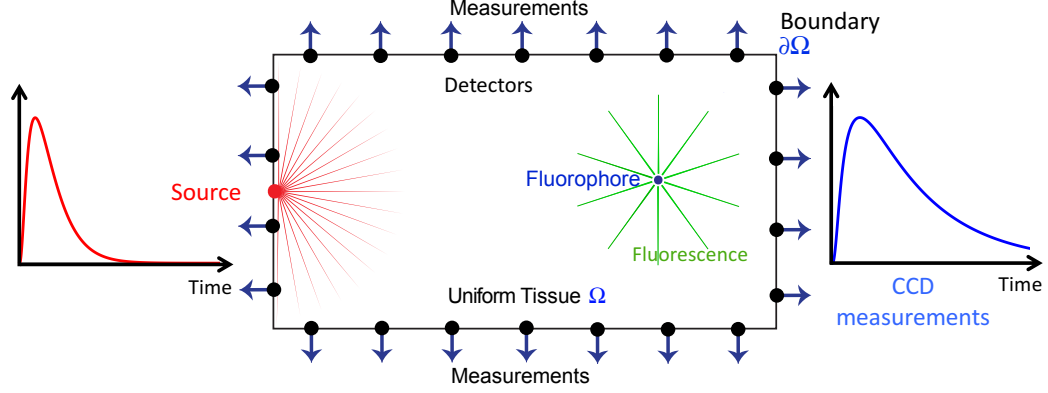 Measurements
Boundary
∂Ω
Detectors
Source
Fluorophore
Fluorescence
Time
Uniform Tissue Ω
CCD
measurements
Time
Measurements